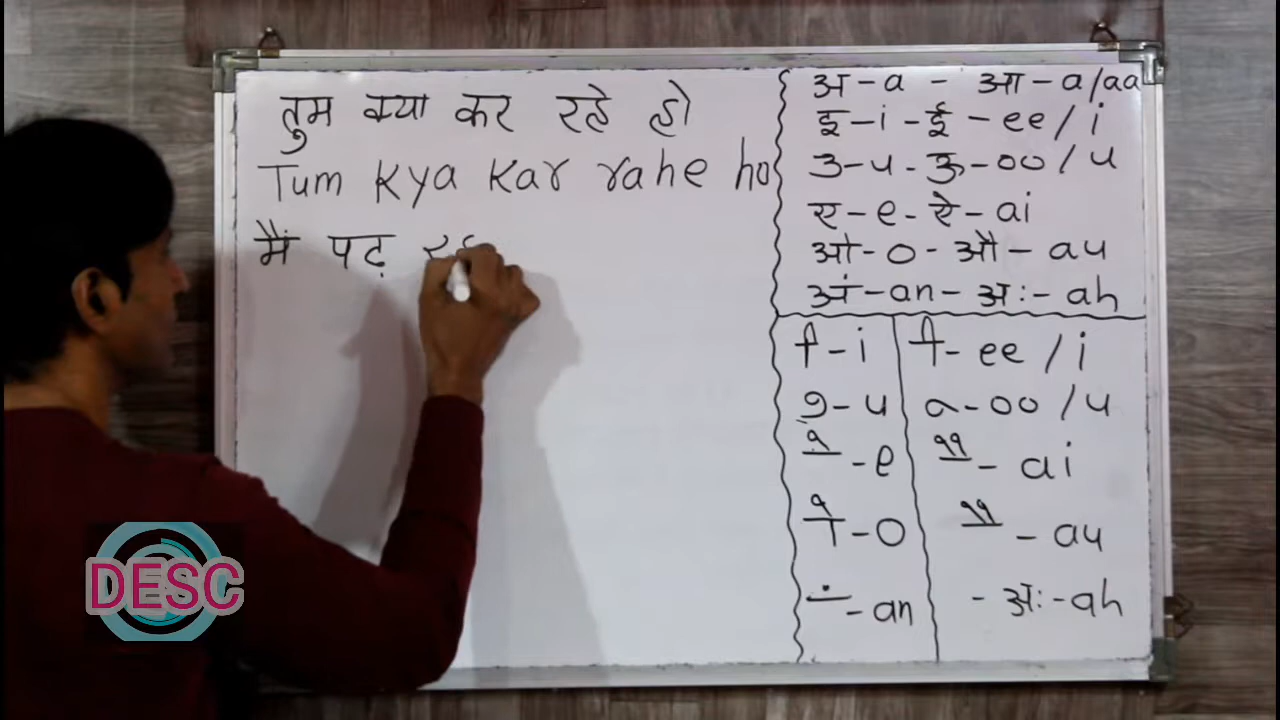 तुम क्या कर रहे हो
Tum kya kar rahe ho
मैं पढ़
अ-a - आ-a/aa
इ-i-ई-ee/i
उ-u-ऊ-oo/u
ए-e-ऐ-ai
ओ-o-औ-au
अं-an-अः-ah
ि-i ी-ee/i
ु-u ू-oo/u
े-e ै-ai
ो-o ौ-au
ं-an -अः-ah
DESC